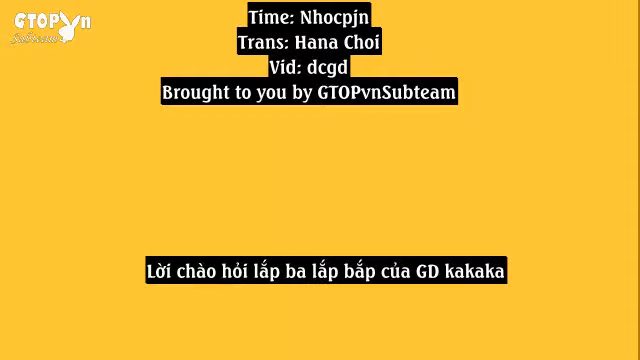 GTOPvn
Subteam
Time: Nhocpjn
Trans: Hana Choi
Vid: dcgd
Brought to you by GTOPvnSubteam
Lời chào hỏi lắp ba lắp bắp của GD kakaka